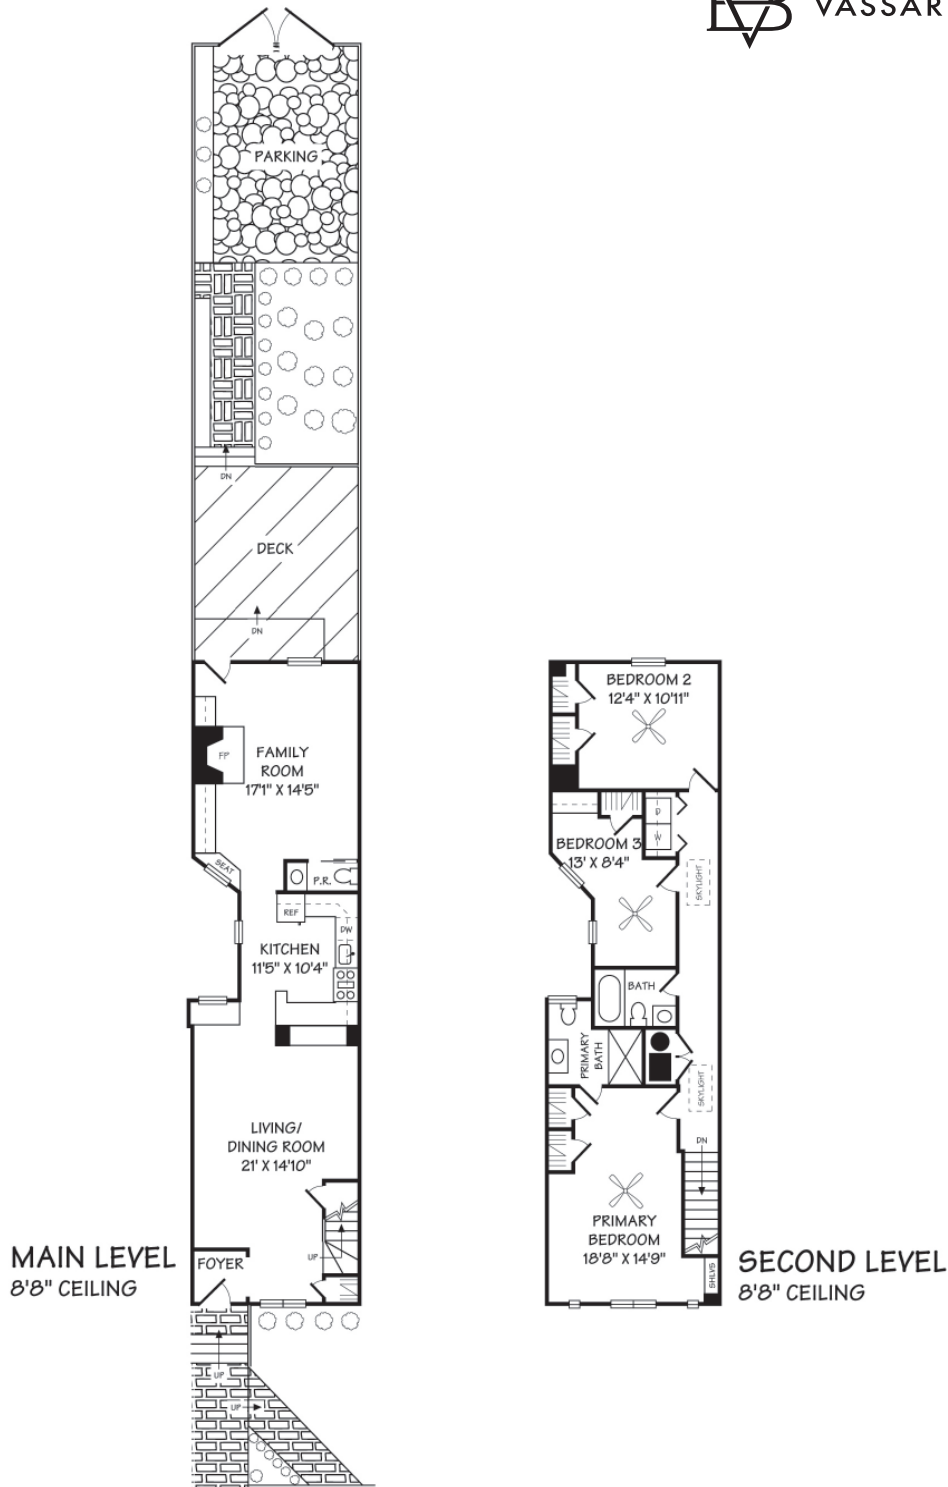 VASSAR
PARKING
DN
DECK
DN
FP
FAMILY
ROOM
17'1" X 14'5"
SEAT
P.R.
REF
DW
KITCHEN
11'5" X 10'4"
LIVING/
DINING ROOM
21' X 14'10"
UP
FOYER
MAIN LEVEL
8'8" CEILING
UP
UP
BEDROOM 2
12'4" X 10'11"
D
W
BEDROOM 3
13' X 8'4"
SKYLIGHT
BATH
PRIMARY
BATH
SKYLIGHT
DN
PRIMARY
BEDROOM
18'8" X 14'9"
SHLVS
SECOND LEVEL
8'8" CEILING